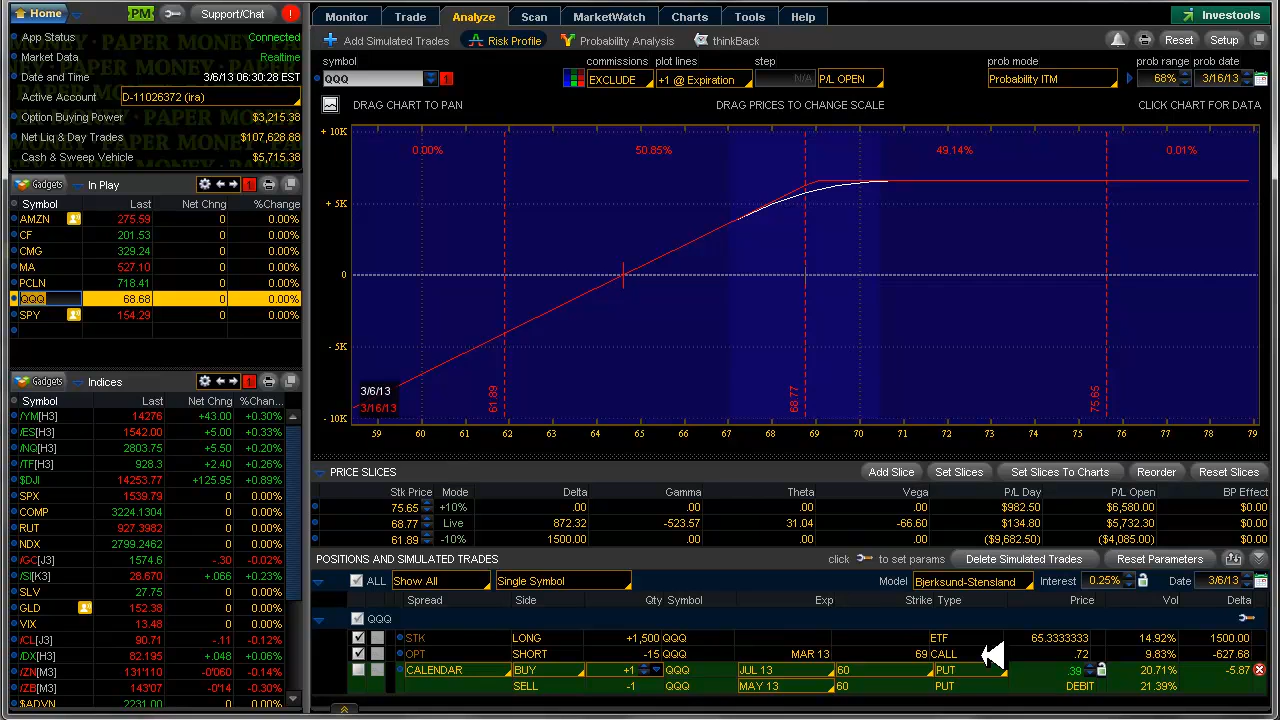 Home PM Support/Chat !
Monitor Trade Analyze Scan MarketWatch Charts Tools Help Investools
App Status Connected
Market Data Realtime
Date and Time 3/6/13 06:30:28 EST
Active Account D-11026372 (ira)
Option Buying Power $3,215.38
Net Liq & Day Trades $107,628.88
Cash & Sweep Vehicle $5,715.38
Gadgets In Play 1
Symbol Last Net Chng %Change
AMZN 275.59 0 0.00%
CF 201.53 0 0.00%
CMG 329.24 0 0.00%
MA 527.10 0 0.00%
PCLN 718.41 0 0.00%
QQQ 68.68 0 0.00%
SPY 154.29 0 0.00%
Gadgets Indices 1
Symbol Last Net Chng %Chan...
/YM[H3] 14276 +43.00 +0.30%
/ES[H3] 1542.00 +5.00 +0.33%
/NQ[H3] 2803.75 +5.50 +0.20%
/TF[H3] 928.3 +2.40 +0.26%
$DJI 14253.77 +125.95 +0.89%
SPX 1539.79 0 0.00%
COMP 3224.1304 0 0.00%
RUT 927.3982 0 0.00%
NDX 2799.2462 0 0.00%
/GC[J3] 1574.6 -.30 -0.02%
/SI[K3] 28.670 +.066 +0.23%
SLV 27.75 0 0.00%
GLD 152.38 0 0.00%
VIX 13.48 0 0.00%
/CL[J3] 90.71 -.11 -0.12%
/DX[H3] 82.195 +.048 +0.06%
/ZN[M3] 131'110 -0'060 -0.14%
/ZB[M3] 143'07 -0'14 -0.30%
$ADVN 2231.00 0 0.00%
Add Simulated Trades Risk Profile Probability Analysis thinkBack Reset Setup
symbol commissions plot lines step prob mode prob range prob date
QQQ 1 EXCLUDE +1 @ Expiration N/A P/L OPEN Probability ITM 68% 3/16/13
DRAG CHART TO PAN DRAG PRICES TO CHANGE SCALE CLICK CHART FOR DATA
+ 10K
0.00% 50.85% 49.14% 0.01%
+ 5K
0
- 5K
- 10K
3/6/13
3/16/13
61.89 68.77 75.65
59 60 61 62 63 64 65 66 67 68 69 70 71 72 73 74 75 76 77 78 79
PRICE SLICES Add Slice Set Slices Set Slices To Charts Reorder Reset Slices
Stk Price Mode Delta Gamma Theta Vega P/L Day P/L Open BP Effect
75.65 +10% .00 .00 .00 .00 $982.50 $6,580.00 $0.00
68.77 Live 872.32 -523.57 31.04 -66.60 $134.80 $5,732.30 $0.00
61.89 -10% 1500.00 .00 .00 .00 ($9,682.50) ($4,085.00) $0.00
POSITIONS AND SIMULATED TRADES click to set params Delete Simulated Trades Reset Parameters
ALL Show All Single Symbol Model Bjerksund-Stensland Interest 0.25% Date 3/6/13
Spread Side Qty Symbol Exp Strike Type Price Vol Delta
QQQ
STK LONG +1,500 QQQ ETF 65.3333333 14.92% 1500.00
OPT SHORT -15 QQQ MAR 13 69 CALL .72 9.83% -627.68
CALENDAR BUY +1 QQQ JUL 13 60 PUT .39 20.71% -5.87
SELL -1 QQQ MAY 13 60 PUT DEBIT 21.39%